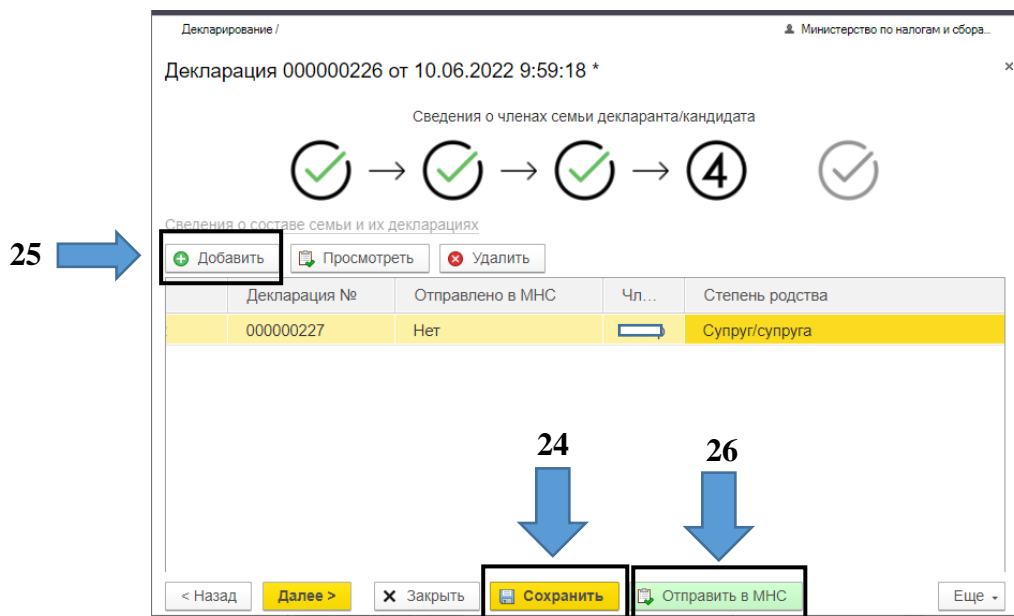 Декларирование /
Министерство по налогам и сбора...
Декларация 000000226 от 10.06.2022 9:59:18 *
Сведения о членах семьи декларанта/кандидата
4
Сведения о составе семьи и их декларациях
25
Добавить Просмотреть Удалить
Декларация № Отправлено в МНС Чл... Степень родства
000000227 Нет Супруг/супруга
24 26
< Назад Далее > Закрыть Сохранить Отправить в МНС Еще